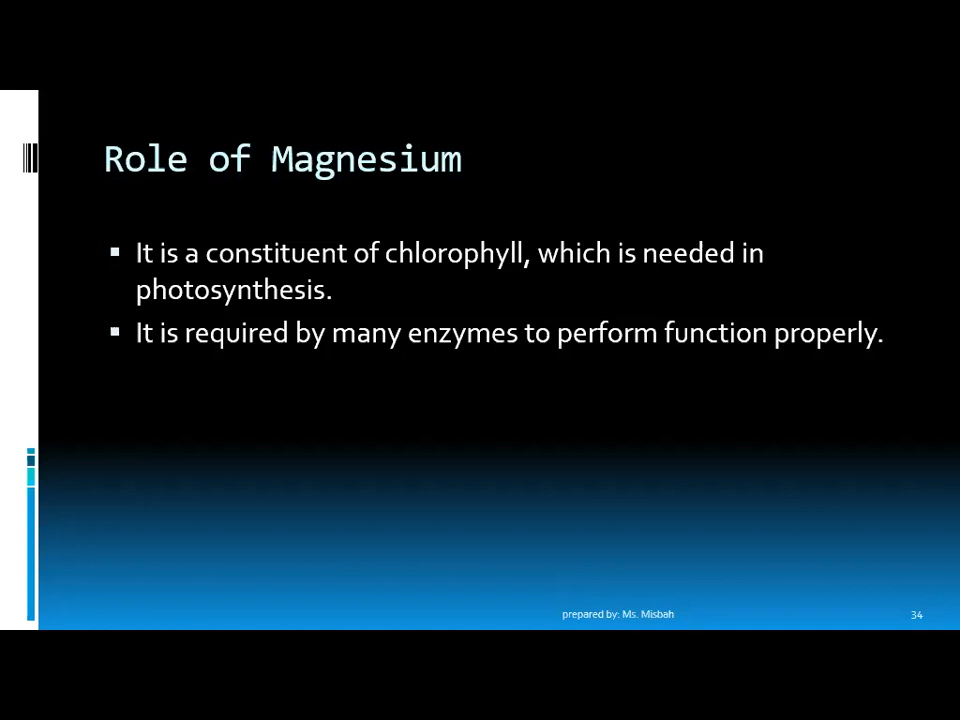 Role of Magnesium
▪ It is a constituent of chlorophyll, which is needed in
photosynthesis.
▪ It is required by many enzymes to perform function properly.
prepared by: Ms. Misbah
34